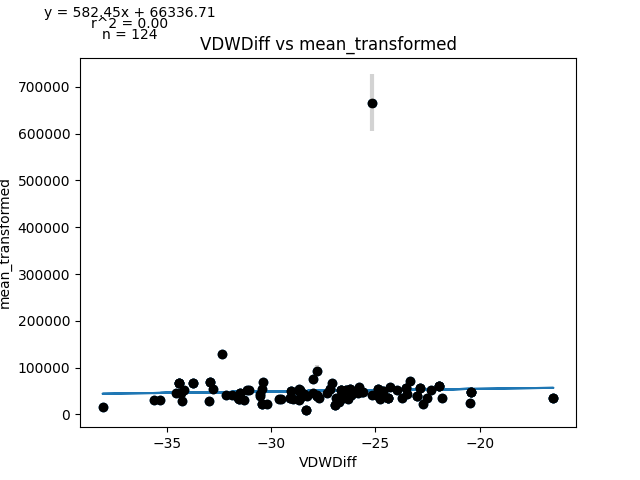 y = 582.45x + 66336.71
r^2 = 0.00
n = 124
VDWDiff vs mean_transformed
700000
600000
500000
400000
300000
200000
100000
0
mean_transformed
−35
−30
−25
−20
VDWDiff